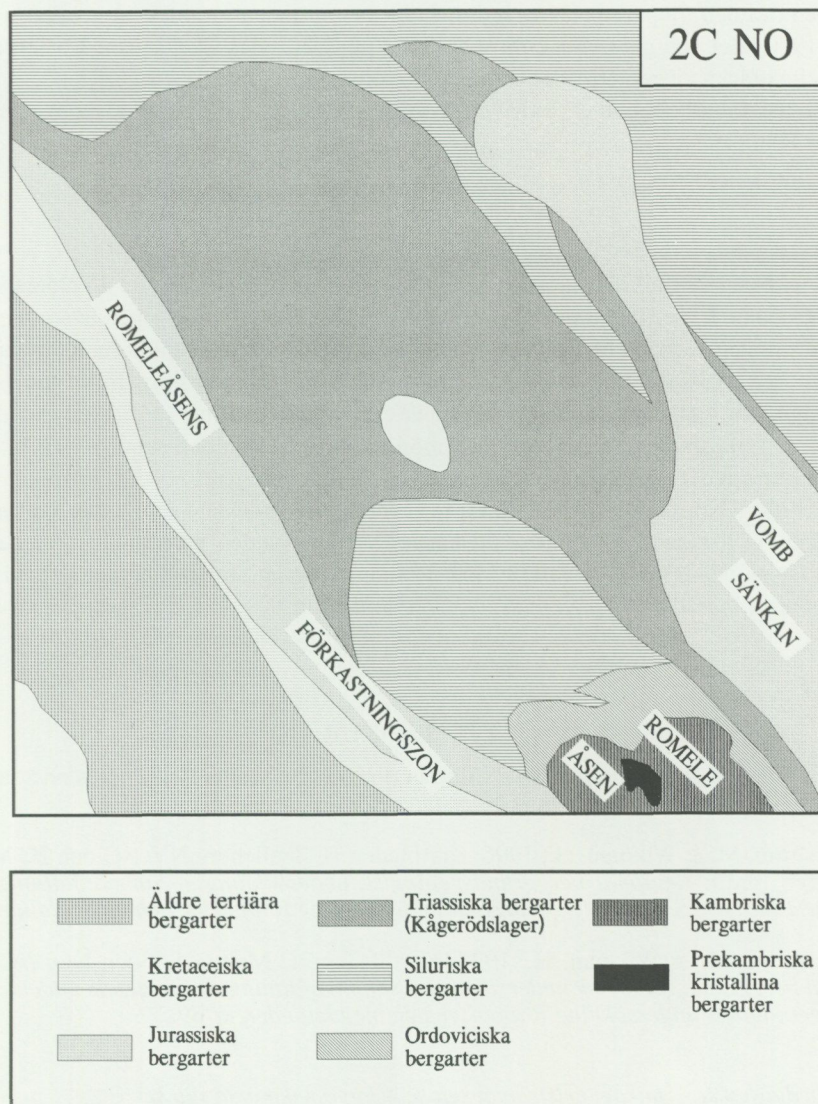 2C NO
ROMELEÅSENS
FÖRKASTNINGSZON
VOMB
SÄNKAN
ROMELE
ÅSEN
Äldre tertiära
bergarter
Kretaceiska
bergarter
Jurassiska
bergarter
Triassiska bergarter
(Kågerödslager)
Siluriska
bergarter
Ordoviciska
bergarter
Kambriska
bergarter
Prekambriska
kristallina
bergarter